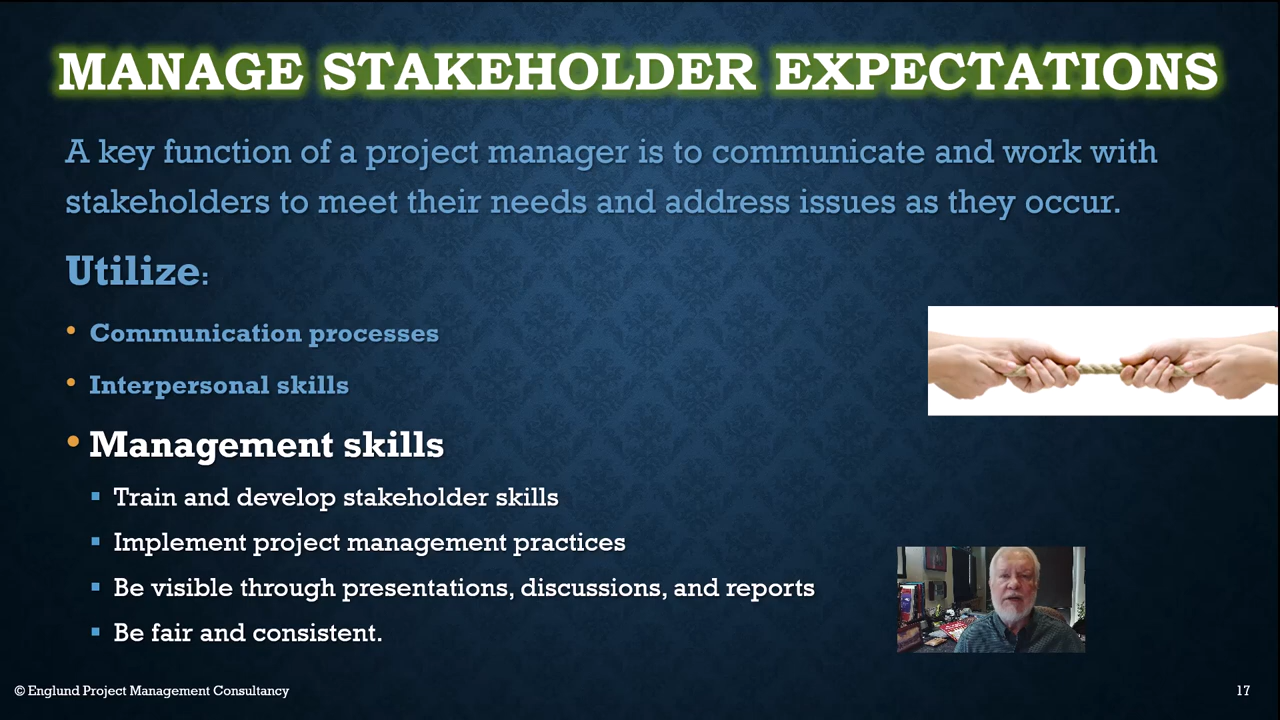 MANAGE STAKEHOLDER EXPECTATIONS
A key function of a project manager is to communicate and work with
stakeholders to meet their needs and address issues as they occur.
Utilize:
• Communication processes
• Interpersonal skills
• Management skills
▪ Train and develop stakeholder skills
▪ Implement project management practices
▪ Be visible through presentations, discussions, and reports
▪ Be fair and consistent.
© Englund Project Management Consultancy
17